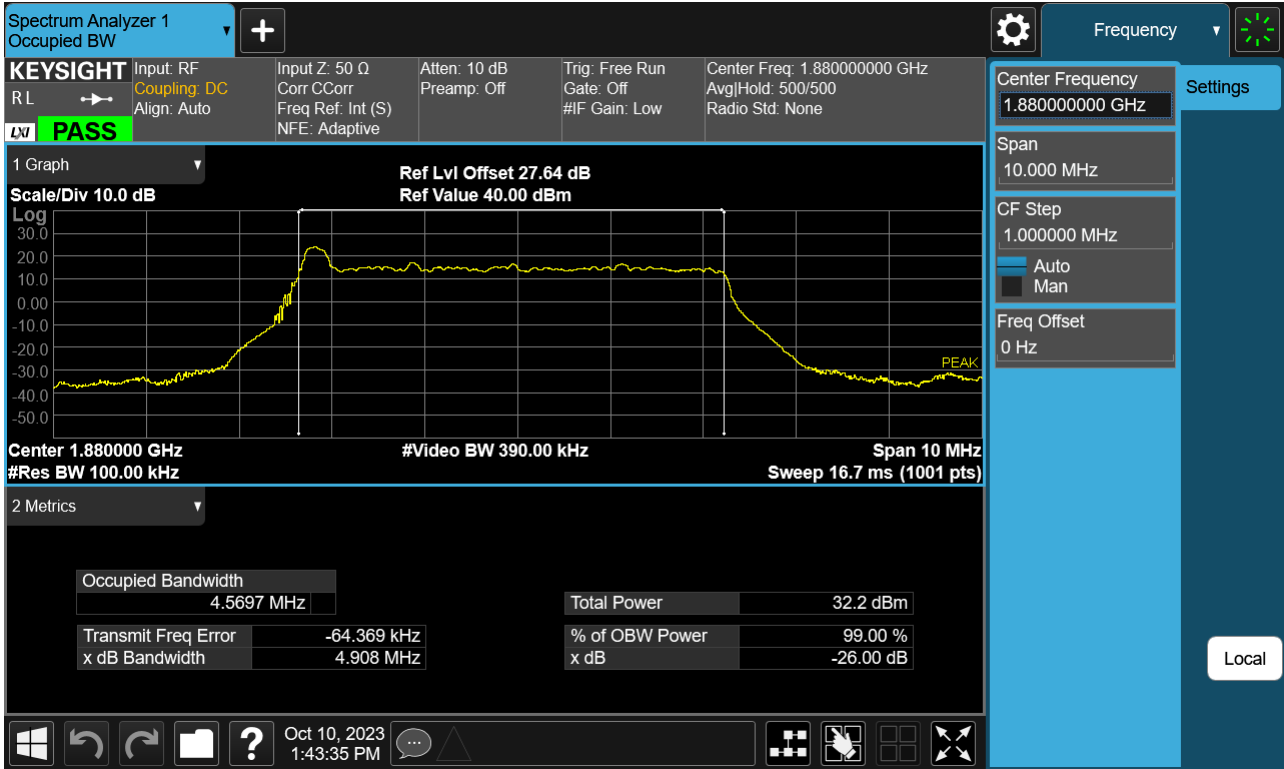 Spectrum Analyzer 1
Occupied BW
Frequency
KEYSIGHT
R L
LXI PASS
Input: RF
Coupling: DC
Align: Auto
Input Z: 50 Ω
Corr CCorr
Freq Ref: Int (S)
NFE: Adaptive
Atten: 10 dB
Preamp: Off
Trig: Free Run
Gate: Off
#IF Gain: Low
Center Freq: 1.880000000 GHz
Avg|Hold: 500/500
Radio Std: None
Center Frequency
1.880000000 GHz
Settings
Span
10.000 MHz
CF Step
1.000000 MHz
Auto
Man
Freq Offset
0 Hz
Local
1 Graph
Scale/Div 10.0 dB
Ref Lvl Offset 27.64 dB
Ref Value 40.00 dBm
Log
30.0
20.0
10.0
0.00
-10.0
-20.0
-30.0
-40.0
-50.0
PEAK
Center 1.880000 GHz
#Video BW 390.00 kHz
Span 10 MHz
#Res BW 100.00 kHz
Sweep 16.7 ms (1001 pts)
2 Metrics
Occupied Bandwidth
4.5697 MHz
Total Power 32.2 dBm
Transmit Freq Error -64.369 kHz
% of OBW Power 99.00 %
x dB Bandwidth 4.908 MHz
x dB -26.00 dB
Oct 10, 2023
1:43:35 PM